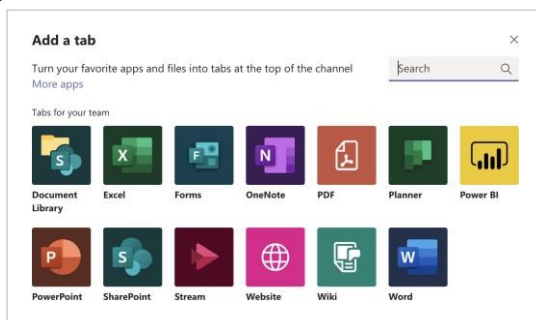 Add a tab
Turn your favorite apps and files into tabs at the top of the channel
Search
More apps
Tabs for your team
S
X
F
N
Document Library
Excel
Forms
OneNote
PDF
Planner
Power BI
P
S
W
PowerPoint
SharePoint
Stream
Website
Wiki
Word